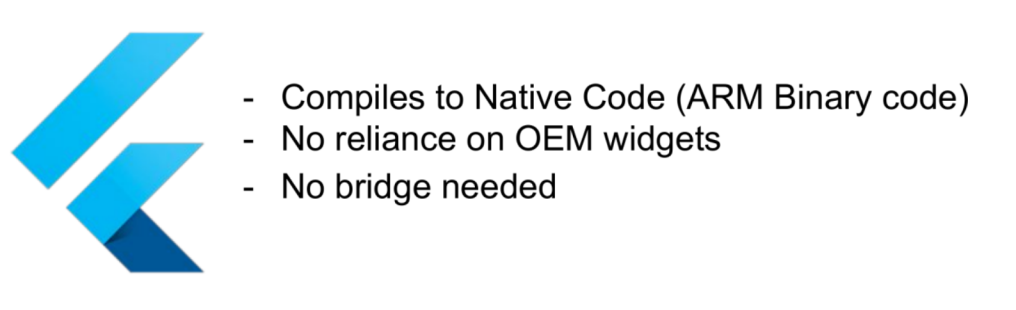 - Compiles to Native Code (ARM Binary code)
- No reliance on OEM widgets
- No bridge needed